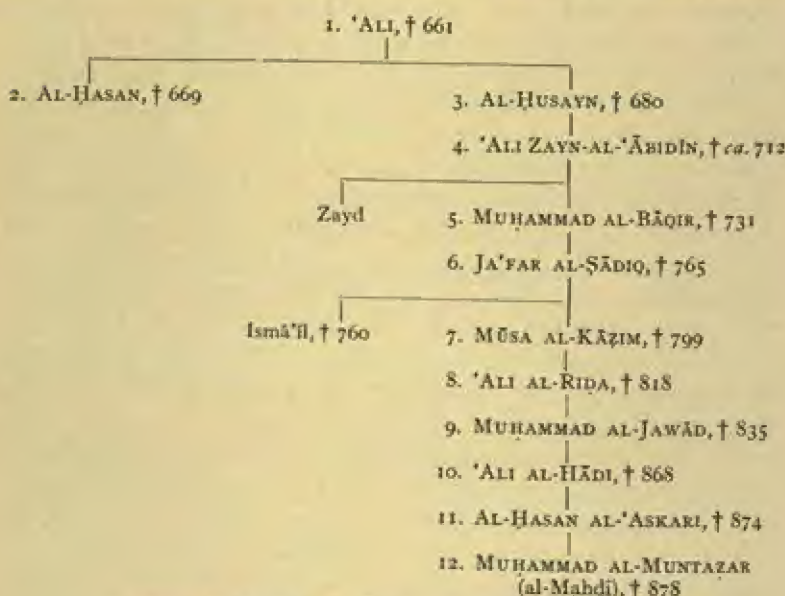 1. ‘ALI, † 661
2. AL-ḤASAN, † 669
3. AL-ḤUSAYN, † 680
4. ‘ALI ZAYN-AL-‘ĀBIDĪN, † ca. 712
Zayd
5. MUḤAMMAD AL-BĀQIR, † 731
6. JA‘FAR AL-ṢĀDIQ, † 765
Ismā‘īl, † 760
7. MŪSA AL-KĀẒIM, † 799
8. ‘ALI AL-RIḌA, † 818
9. MUḤAMMAD AL-JAWĀD, † 835
10. ‘ALI AL-HĀDI, † 868
11. AL-ḤASAN AL-‘ASKARI, † 874
12. MUḤAMMAD AL-MUNTAẒAR
(al-Mahdī), † 878